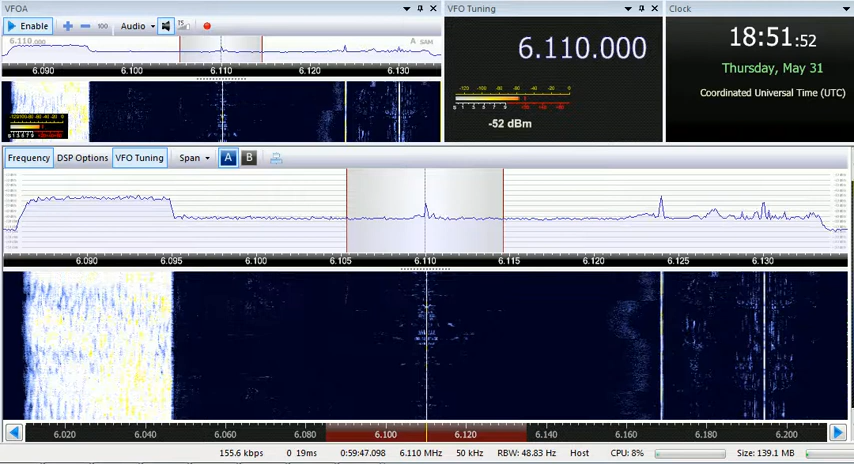 VFOA
VFO Tuning
Clock
Enable
100
Audio
6.110.000
A SAM
6.090 6.100 6.110 6.120 6.130
6.110.000
-120 -100 -80 -60 -40 -20 0
-52 dBm
18:51:52
Thursday, May 31
Coordinated Universal Time (UTC)
Frequency DSP Options VFO Tuning Span A B
6.090 6.095 6.100 6.105 6.110 6.115 6.120 6.125 6.130
6.020 6.040 6.060 6.080 6.100 6.120 6.140 6.160 6.180 6.200
155.6 kbps 0 19ms 0:59:47.098 6.110 MHz 50 kHz RBW: 48.83 Hz Host CPU: 8% Size: 139.1 MB